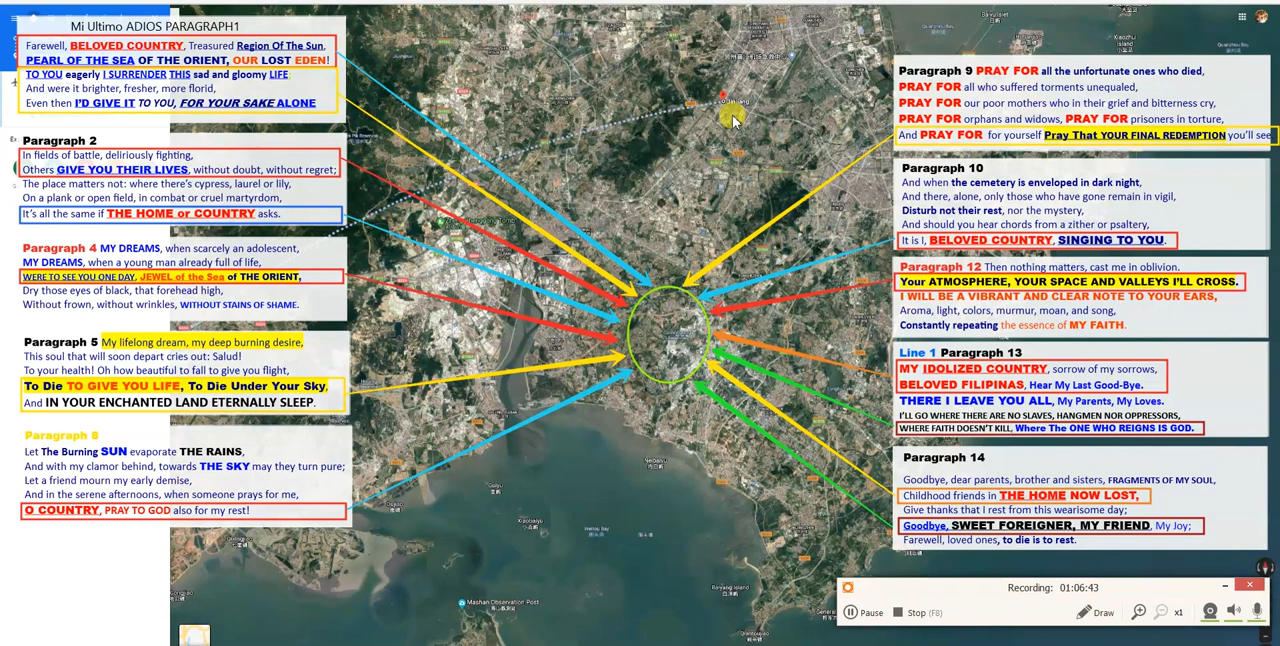 Mi Ultimo ADIOS PARAGRAPH1
Farewell, BELOVED COUNTRY, Treasured Region Of The Sun,
PEARL OF THE SEA OF THE ORIENT, OUR LOST EDEN!
TO YOU eagerly I SURRENDER THIS sad and gloomy LIFE;
And were it brighter, fresher, more florid,
Even then I'D GIVE IT TO YOU, FOR YOUR SAKE ALONE
Paragraph 2
In fields of battle, deliriously fighting,
Others GIVE YOU THEIR LIVES, without doubt, without regret;
The place matters not: where there's cypress, laurel or lily,
On a plank or open field, in combat or cruel martyrdom,
It's all the same if THE HOME or COUNTRY asks.
Paragraph 4 MY DREAMS, when scarcely an adolescent,
MY DREAMS, when a young man already full of life,
WERE TO SEE YOU ONE DAY, JEWEL of the Sea of THE ORIENT,
Dry those eyes of black, that forehead high,
Without frown, without wrinkles, WITHOUT STAINS OF SHAME.
Paragraph 5 My lifelong dream, my deep burning desire,
This soul that will soon depart cries out: Salud!
To your health! Oh how beautiful to fall to give you flight,
To Die TO GIVE YOU LIFE, To Die Under Your Sky,
And IN YOUR ENCHANTED LAND ETERNALLY SLEEP.
Paragraph 8
Let The Burning SUN evaporate THE RAINS,
And with my clamor behind, towards THE SKY may they turn pure;
Let a friend mourn my early demise,
And in the serene afternoons, when someone prays for me,
O COUNTRY, PRAY TO GOD also for my rest!
Paragraph 9 PRAY FOR all the unfortunate ones who died,
PRAY FOR all who suffered torments unequaled,
PRAY FOR our poor mothers who in their grief and bitterness cry,
PRAY FOR orphans and widows, PRAY FOR prisoners in torture,
And PRAY FOR for yourself Pray That YOUR FINAL REDEMPTION you'll see
Paragraph 10
And when the cemetery is enveloped in dark night,
And there, alone, only those who have gone remain in vigil,
Disturb not their rest, nor the mystery,
And should you hear chords from a zither or psaltery,
It is I, BELOVED COUNTRY, SINGING TO YOU.
Paragraph 12 Then nothing matters, cast me in oblivion.
Your ATMOSPHERE, YOUR SPACE AND VALLEYS I'LL CROSS.
I WILL BE A VIBRANT AND CLEAR NOTE TO YOUR EARS,
Aroma, light, colors, murmur, moan, and song,
Constantly repeating the essence of MY FAITH.
Line 1 Paragraph 13
MY IDOLIZED COUNTRY, sorrow of my sorrows,
BELOVED FILIPINAS, Hear My Last Good-Bye.
THERE I LEAVE YOU ALL, My Parents, My Loves.
I'LL GO WHERE THERE ARE NO SLAVES, HANGMEN NOR OPPRESSORS,
WHERE FAITH DOESN'T KILL, Where The ONE WHO REIGNS IS GOD.
Paragraph 14
Goodbye, dear parents, brother and sisters, FRAGMENTS OF MY SOUL,
Childhood friends in THE HOME NOW LOST,
Give thanks that I rest from this wearisome day;
Goodbye, SWEET FOREIGNER, MY FRIEND, My Joy;
Farewell, loved ones, to die is to rest.
Xiaozhu
Island
Neibaiyu
Weitou Bay
Mashan Observation Post
Recording: 01:06:43
Pause
Stop (F8)
Draw
x1